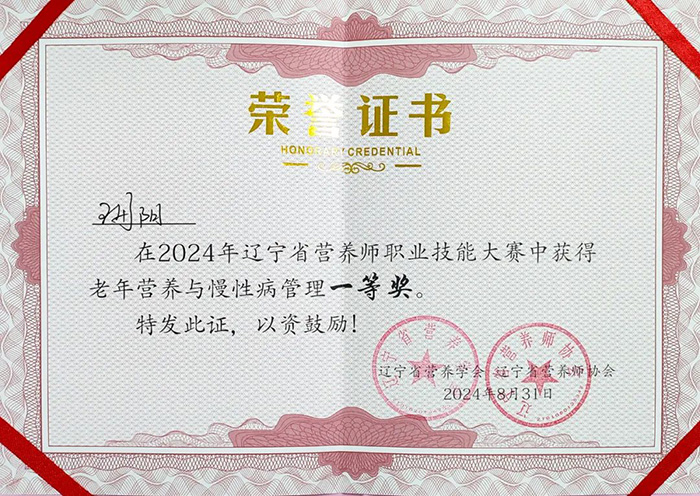 荣誉证书
HONORARY CREDENTIAL
在2024年辽宁省营养师职业技能大赛中获得
老年营养与慢性病管理一等奖。
特发此证，以资鼓励！
辽宁省营养学会 辽宁省营养师协会
2024年8月31日